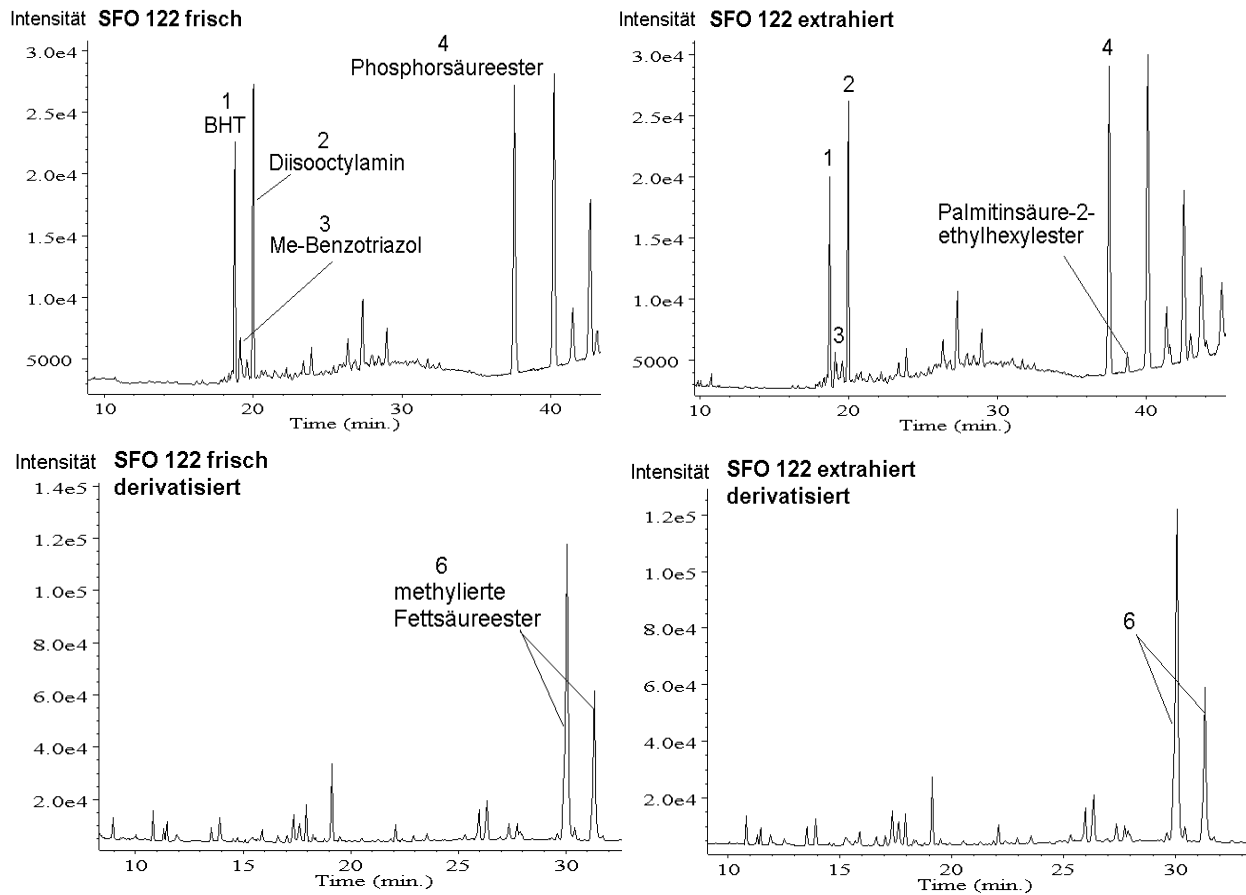 Intensität SFO 122 frisch
3.0e4
2.5e4
2.0e4
1.5e4
1.0e4
5000
1
BHT
2
Diisooctylamin
3
Me-Benzotriazol
4
Phosphorsäureester
10 20 30 40
Time (min.)
Intensität SFO 122 extrahiert
3.0e4
2.5e4
2.0e4
1.5e4
1.0e4
5000
1
2
3
4
Palmitinsäure-2-
ethylhexylester
10 20 30 40
Time (min.)
Intensität SFO 122 frisch
derivatisiert
1.4e5
1.2e5
1.0e5
8.0e4
6.0e4
4.0e4
2.0e4
6
methylierte
Fettsäureester
10 15 20 25 30
Time (min.)
Intensität SFO 122 extrahiert
derivatisiert
1.2e5
1.0e5
8.0e4
6.0e4
4.0e4
2.0e4
6
10 15 20 25 30
Time (min.)